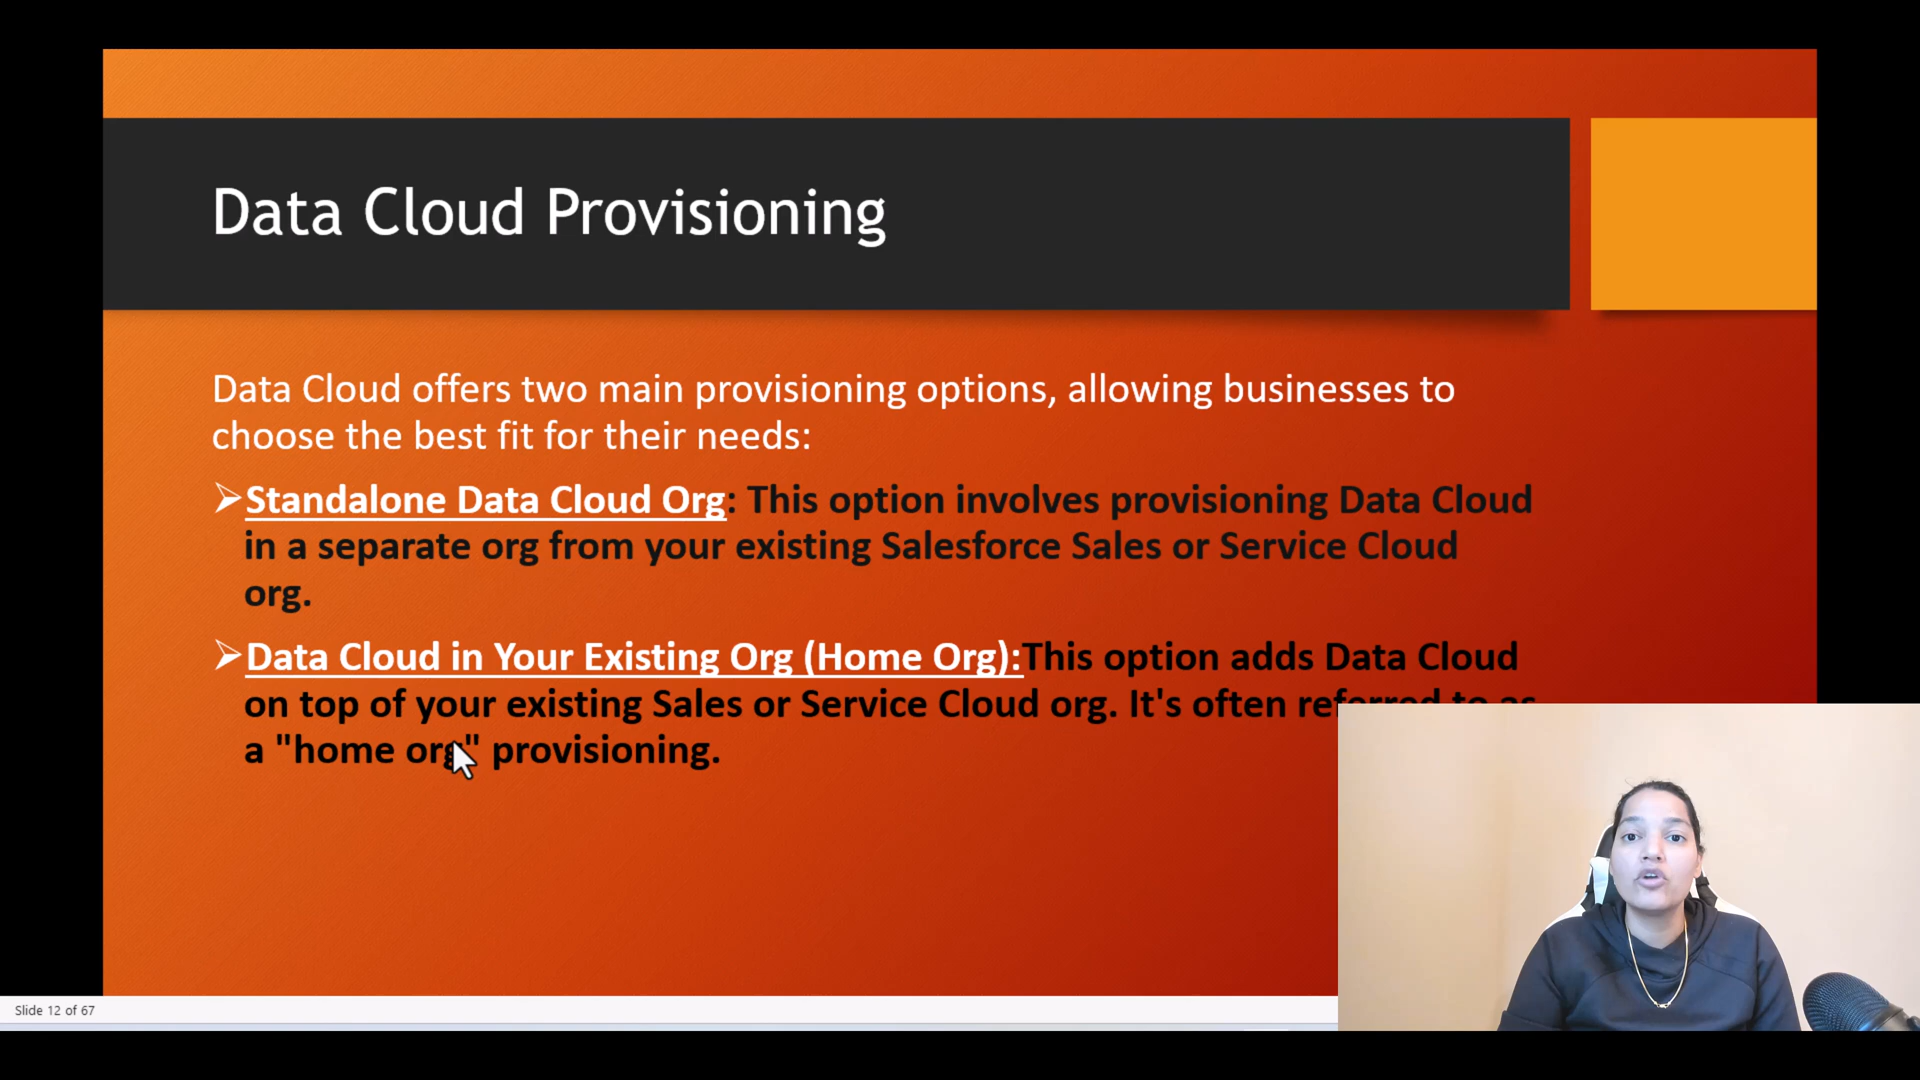 Data Cloud Provisioning
Data Cloud offers two main provisioning options, allowing businesses to
choose the best fit for their needs:
➢Standalone Data Cloud Org: This option involves provisioning Data Cloud
in a separate org from your existing Salesforce Sales or Service Cloud
org.
➢Data Cloud in Your Existing Org (Home Org):This option adds Data Cloud
on top of your existing Sales or Service Cloud org. It's often referred to as
a "home org" provisioning.
Slide 12 of 67